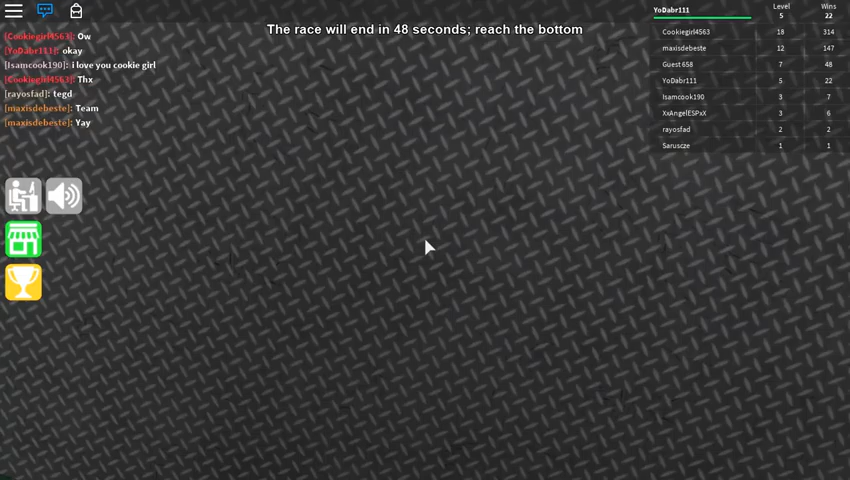 The race will end in 48 seconds; reach the bottom
[Cookiegirl4563]: Ow
[YoDabr111]: okay
[Isamcook190]: i love you cookie girl
[Cookiegirl4563]: Thx
[rayosfad]: tegd
[maxisdebeste]: Team
[maxisdebeste]: Yay
YoDabr111 Level 5 Wins 22
Cookiegirl4563 18 314
maxisdebeste 12 147
Guest 658 7 48
YoDabr111 5 22
Isamcook190 3 7
XxAngelESPxX 3 6
rayosfad 2 2
Saruscze 1 1